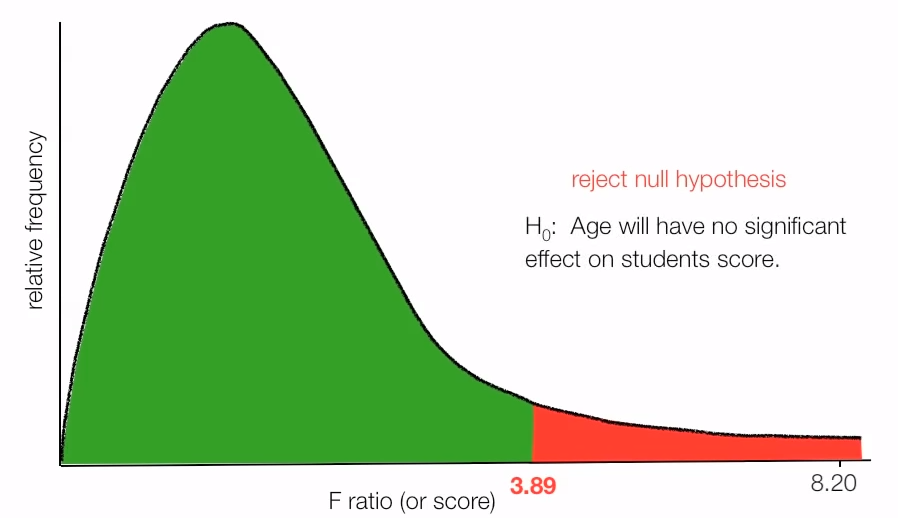 relative frequency
reject null hypothesis
H₀: Age will have no significant
effect on students score.
3.89
8.20
F ratio (or score)